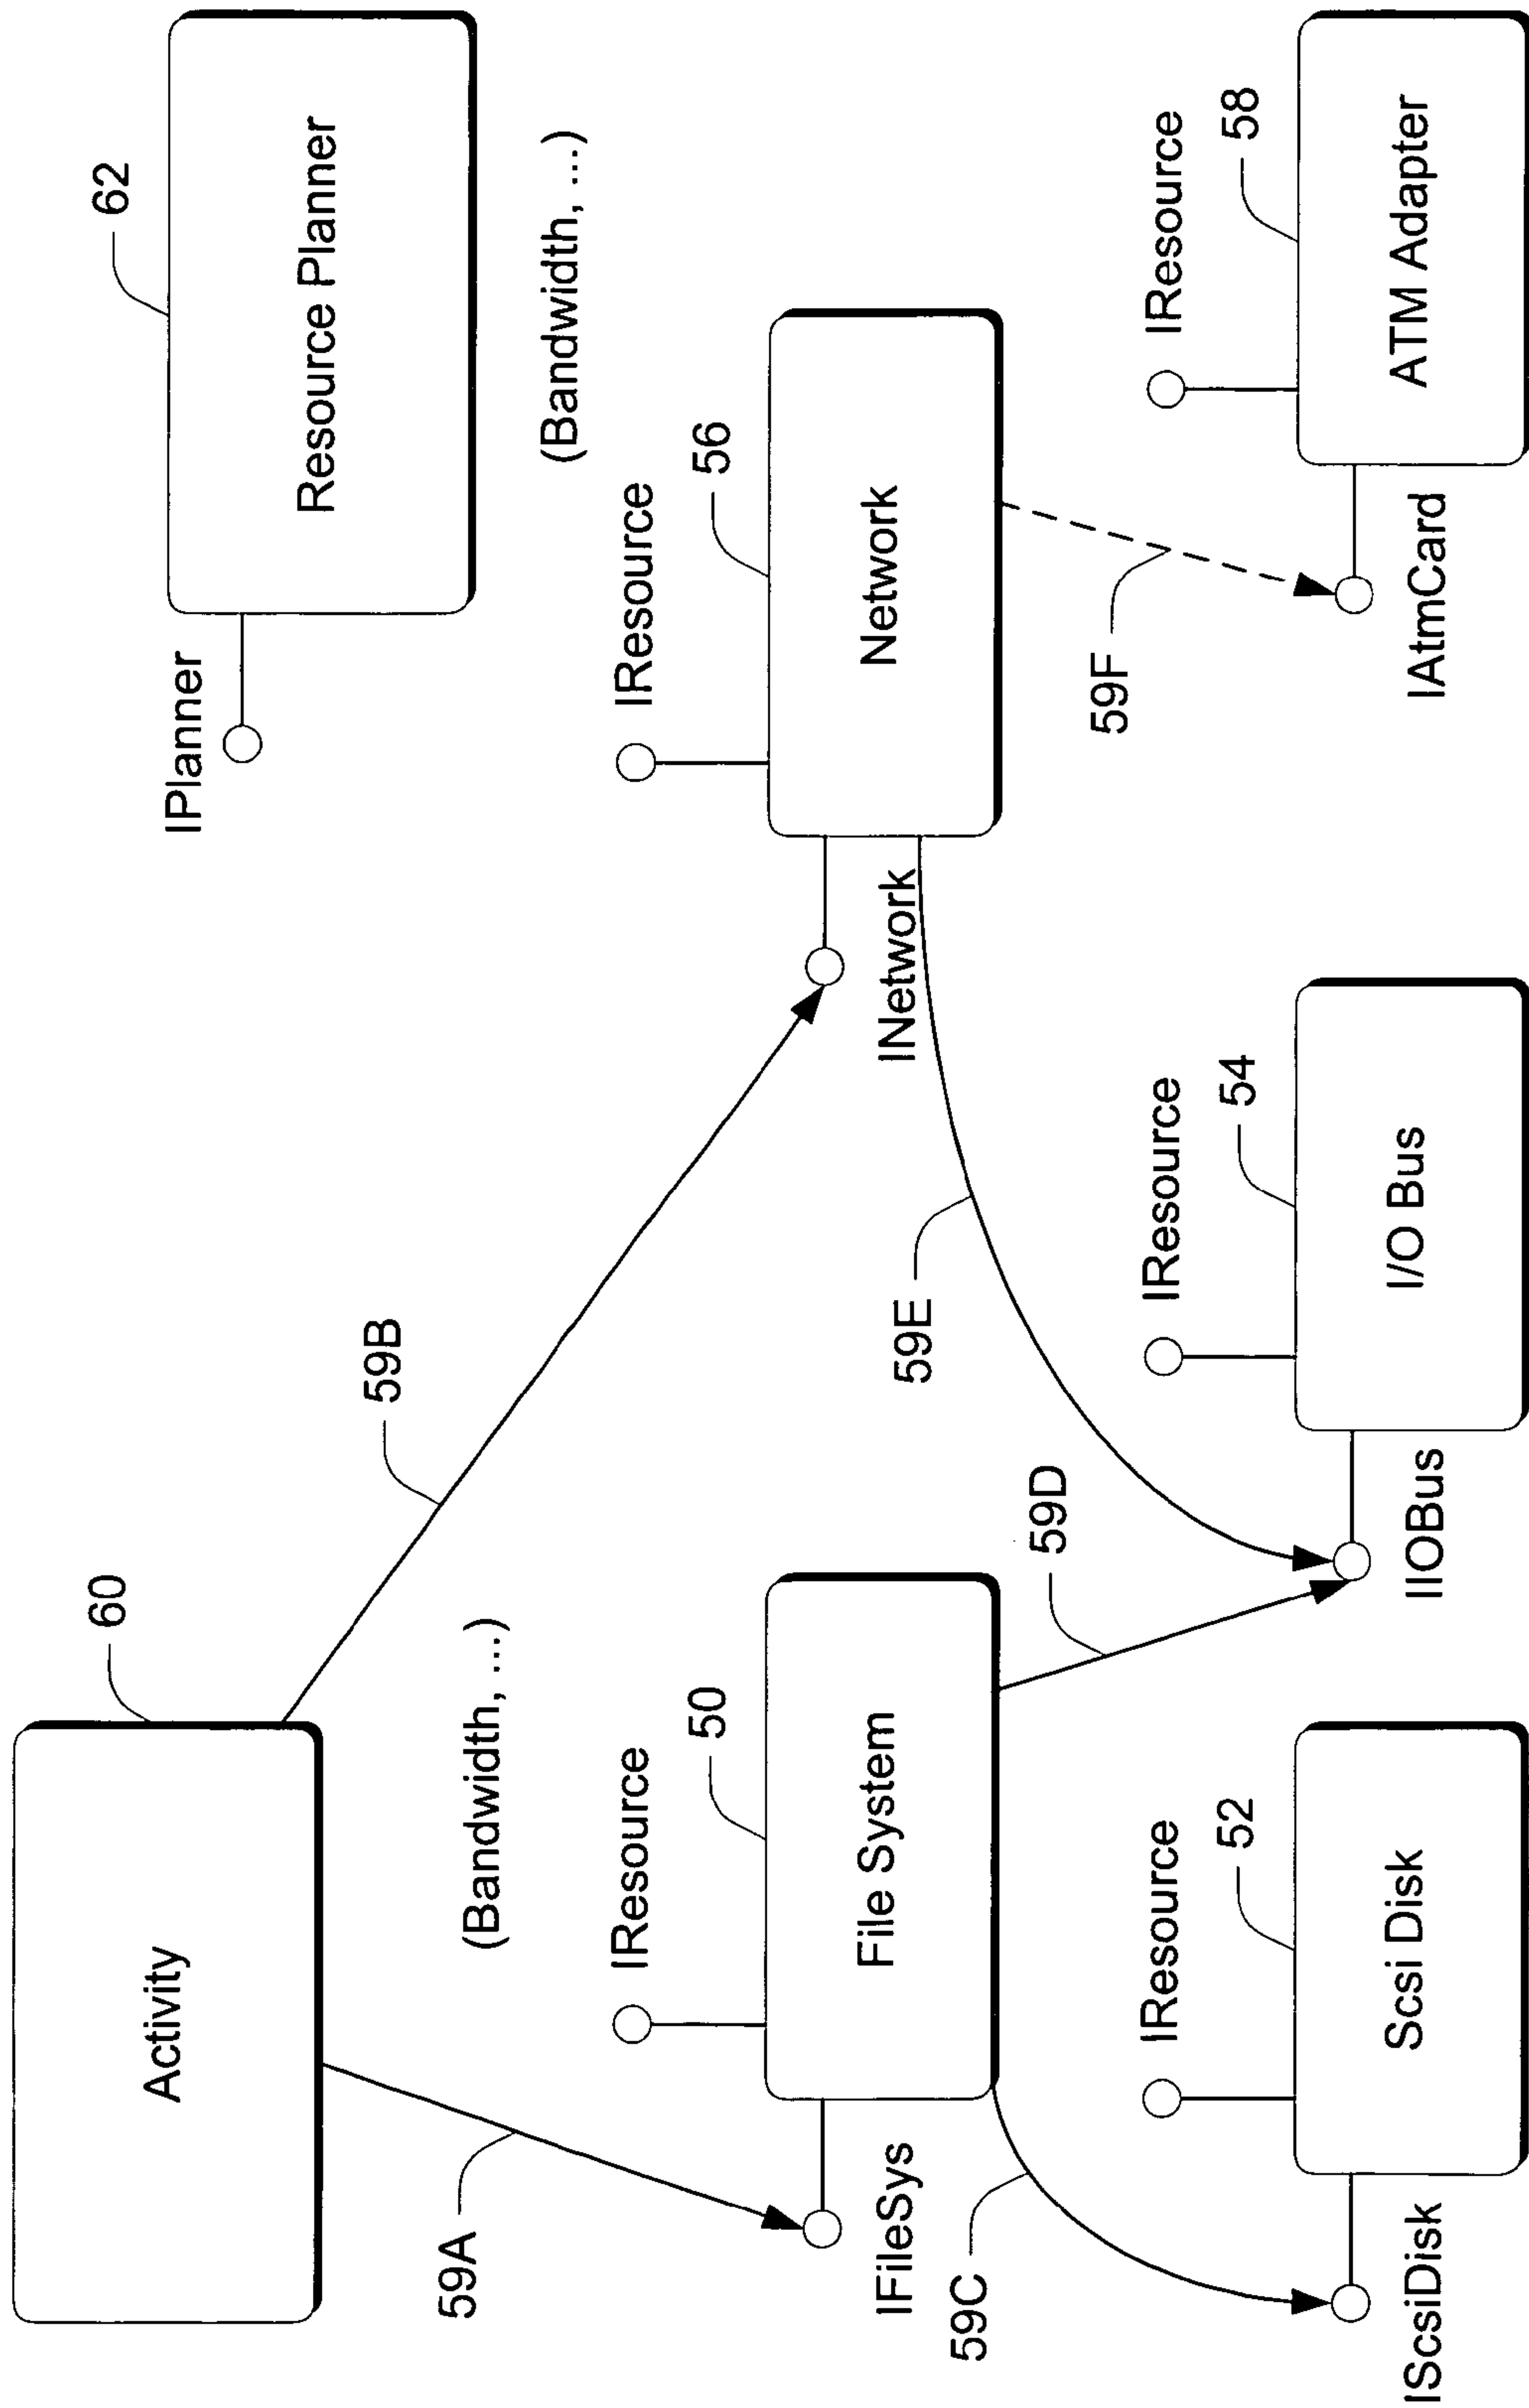 60
62
Activity
Resource Planner
IPlanner
59B
59A
(Bandwidth, ...)
(Bandwidth, ...)
IResource
50
IResource
56
File System
Network
IFileSys
INetwork
59C
59D
59E
59F
IResource
52
IResource
54
IResource
58
Scsi Disk
I/O Bus
ATM Adapter
IScsiDisk
IIOBus
IAtmCard